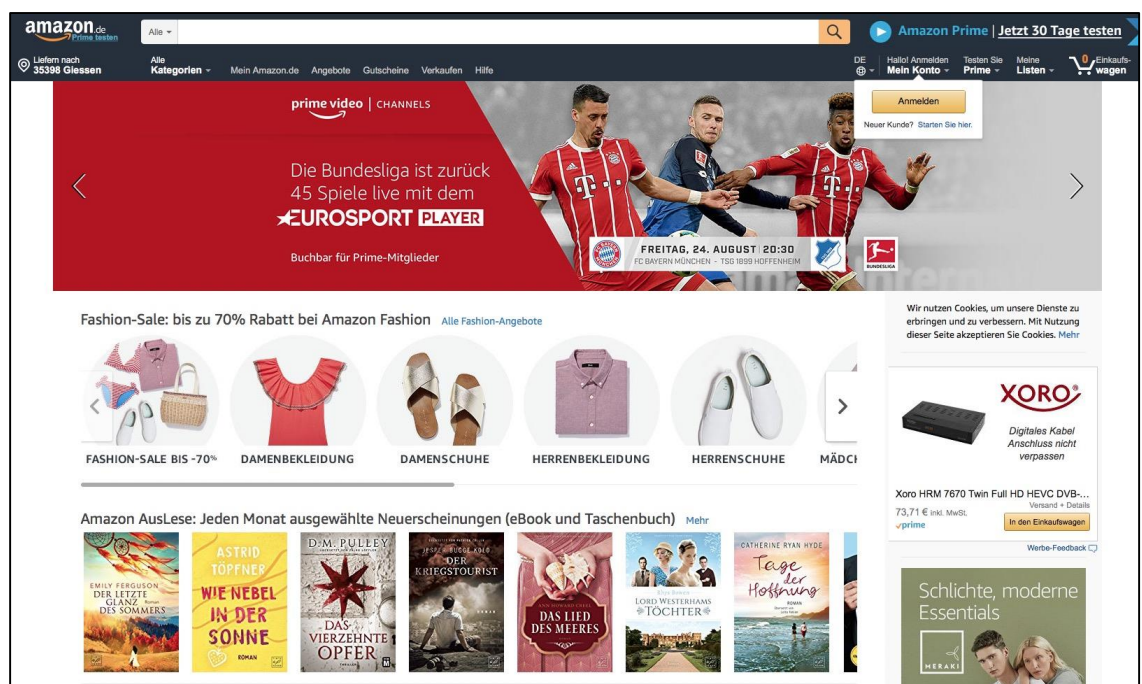 amazon.de
Prime testen
Alle
Amazon Prime | Jetzt 30 Tage testen
Liefern nach
35398 Giessen
Alle
Kategorien
Mein Amazon.de Angebote Gutscheine Verkaufen Hilfe
DE
Hallo! Anmelden
Mein Konto
Testen Sie
Prime
Meine
Listen
0
Einkaufs-
wagen
Anmelden
Neuer Kunde? Starten Sie hier.
prime video | CHANNELS
Die Bundesliga ist zurück
45 Spiele live mit dem
EUROSPORT PLAYER
Buchbar für Prime-Mitglieder
FREITAG, 24. AUGUST | 20:30
FC BAYERN MÜNCHEN - TSG 1899 HOFFENHEIM
BUNDESLIGA
Wir nutzen Cookies, um unsere Dienste zu
erbringen und zu verbessern. Mit Nutzung
dieser Seite akzeptieren Sie Cookies. Mehr
Fashion-Sale: bis zu 70% Rabatt bei Amazon Fashion Alle Fashion-Angebote
FASHION-SALE BIS -70%
DAMENBEKLEIDUNG
DAMENSCHUHE
HERRENBEKLEIDUNG
HERRENSCHUHE
MÄDCH
XORO
Digitales Kabel
Anschluss nicht
verpassen
Xoro HRM 7670 Twin Full HD HEVC DVB-...
73,71 € inkl. MwSt.
Versand + Details
prime
In den Einkaufswagen
Werbe-Feedback
Amazon AusLese: Jeden Monat ausgewählte Neuerscheinungen (eBook und Taschenbuch) Mehr
EMILY FERGUSON
DER LETZTE
GLANZ Roman
DES SOMMERS
ASTRID
TÖPFNER
WIE NEBEL
IN DER
SONNE
ROMAN
D.M. PULLEY
DAS
VIERZEHNTE
OPFER
THRILLER
JESPER BUGGE KOLD
DER
KRIEGSTOURIST
ROMAN
DAS LIED
DES MEERES
LORD WESTERHAMS
TÖCHTER
CATHERINE RYAN HYDE
Tage
der
Hoffnung
ROMAN
Schlichte, moderne
Essentials
MERAKI